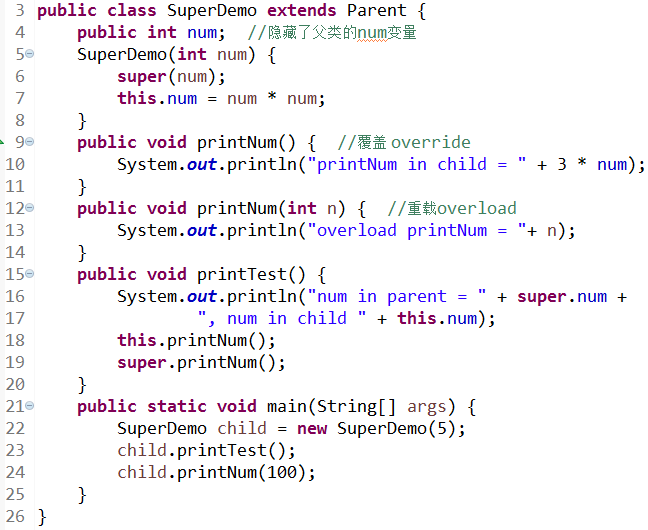 3 public class SuperDemo extends Parent {
4     public int num;  //隐藏了父类的num变量
5     SuperDemo(int num) {
6         super(num);
7         this.num = num * num;
8     }
9     public void printNum() {  //覆盖 override
10         System.out.println("printNum in child = " + 3 * num);
11     }
12     public void printNum(int n) {  //重载overload
13         System.out.println("overload printNum = "+ n);
14     }
15     public void printTest() {
16         System.out.println("num in parent = " + super.num +
17                 ", num in child " + this.num);
18         this.printNum();
19         super.printNum();
20     }
21     public static void main(String[] args) {
22         SuperDemo child = new SuperDemo(5);
23         child.printTest();
24         child.printNum(100);
25     }
26 }